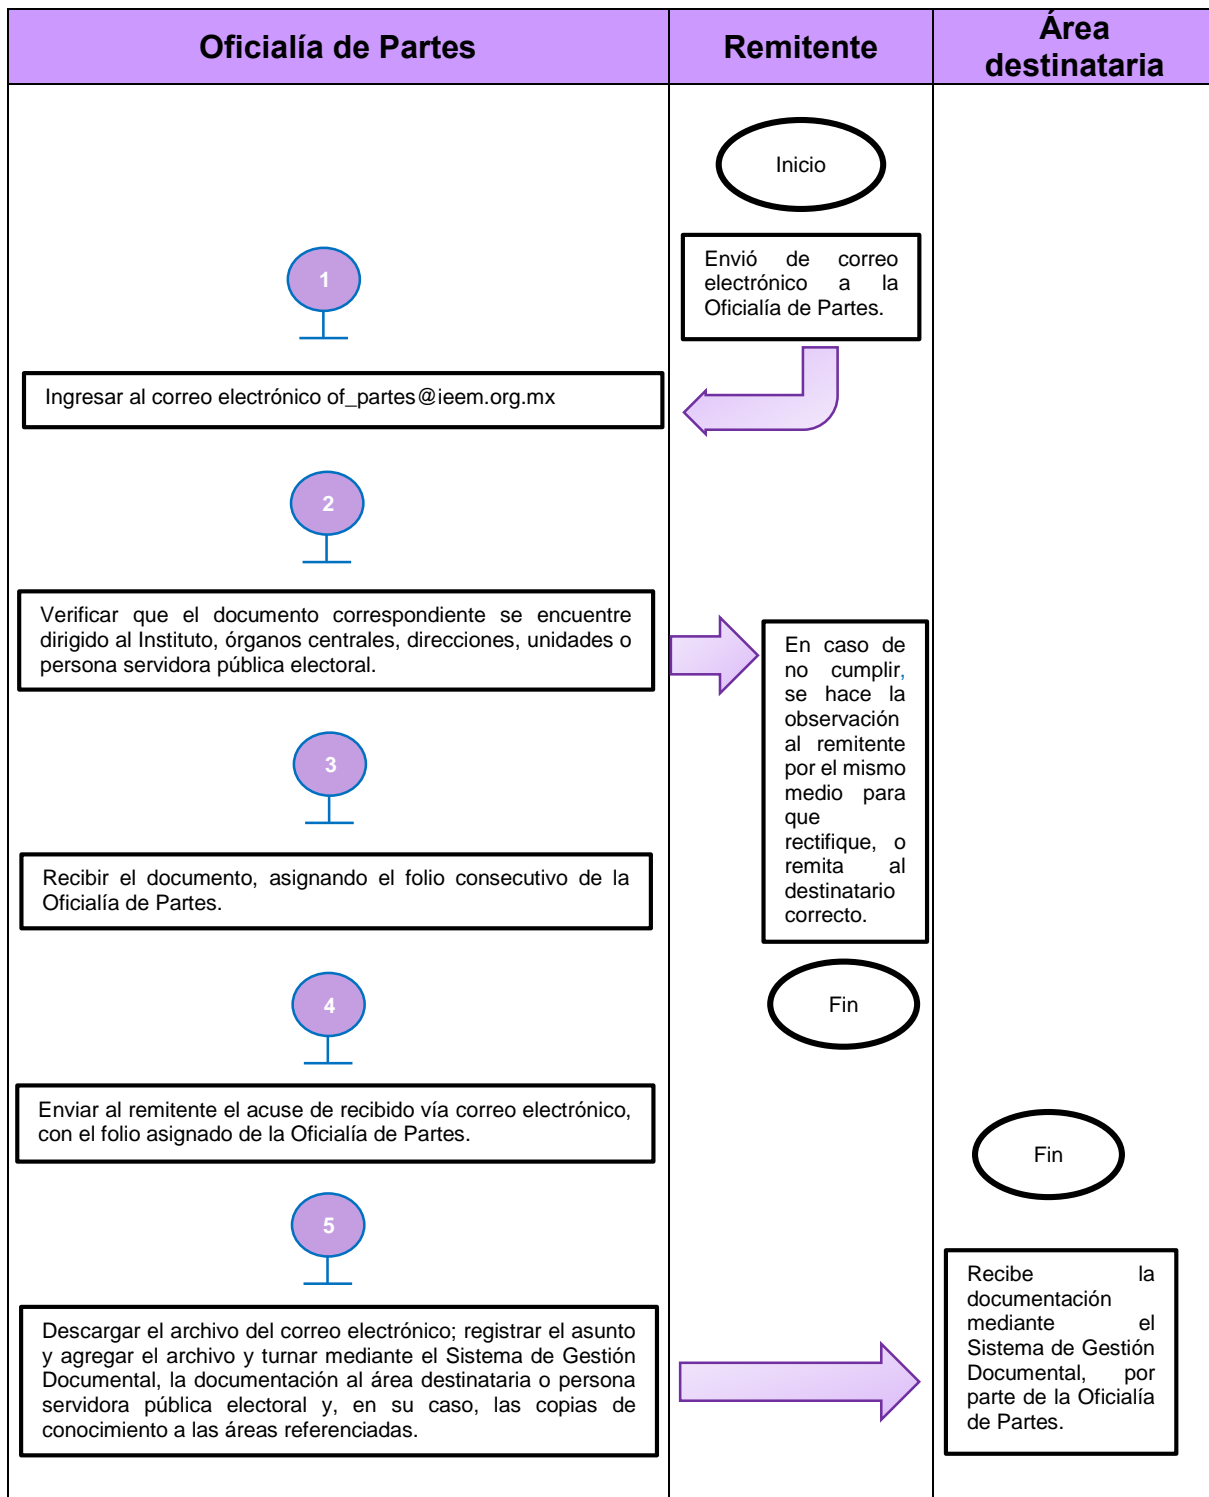 Oficialía de Partes
Remitente
Área
destinataria
Inicio
Envió de correo
electrónico a la
Oficialía de Partes.
1
Ingresar al correo electrónico of_partes@ieem.org.mx
2
Verificar que el documento correspondiente se encuentre
dirigido al Instituto, órganos centrales, direcciones, unidades o
persona servidora pública electoral.
En caso de
no cumplir,
se hace la
observación
al remitente
por el mismo
medio para
que
rectifique, o
remita al
destinatario
correcto.
3
Recibir el documento, asignando el folio consecutivo de la
Oficialía de Partes.
Fin
4
Enviar al remitente el acuse de recibido vía correo electrónico,
con el folio asignado de la Oficialía de Partes.
Fin
5
Descargar el archivo del correo electrónico; registrar el asunto
y agregar el archivo y turnar mediante el Sistema de Gestión
Documental, la documentación al área destinataria o persona
servidora pública electoral y, en su caso, las copias de
conocimiento a las áreas referenciadas.
Recibe la
documentación
mediante el
Sistema de Gestión
Documental, por
parte de la Oficialía
de Partes.